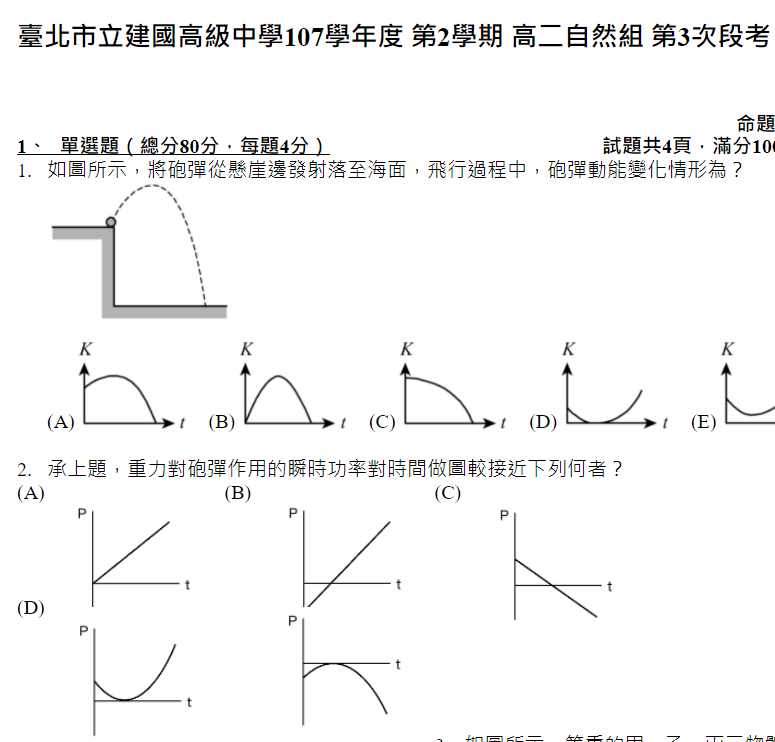 臺北市立建國高級中學107學年度 第2學期 高二自然組 第3次段考
命題
1、 單選題（總分80分，每題4分）
試題共4頁，滿分10
1. 如圖所示，將砲彈從懸崖邊發射落至海面，飛行過程中，砲彈動能變化情形為？
K K K K K
(A) t (B) t (C) t (D) t (E)
2. 承上題，重力對砲彈作用的瞬時功率對時間做圖較接近下列何者？
(A) (B) (C)
P P P
t t t
(D)
P P
t t